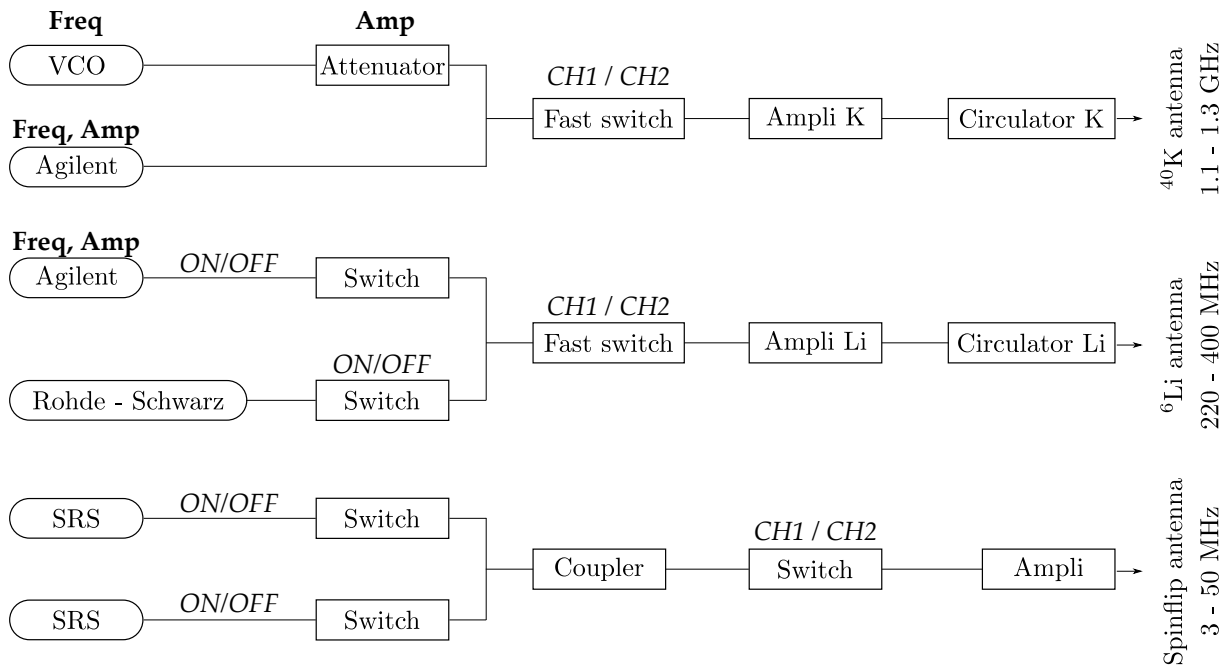 Freq
Amp
VCO
Attenuator
CH1 / CH2
Fast switch
Ampli K
Circulator K
Freq, Amp
Agilent
⁴⁰K antenna
1.1 - 1.3 GHz
Freq, Amp
Agilent
ON/OFF
Switch
CH1 / CH2
Fast switch
Ampli Li
Circulator Li
ON/OFF
Rohde - Schwarz
Switch
⁶Li antenna
220 - 400 MHz
SRS
ON/OFF
Switch
CH1 / CH2
Coupler
Switch
Ampli
SRS
ON/OFF
Switch
Spinflip antenna
3 - 50 MHz